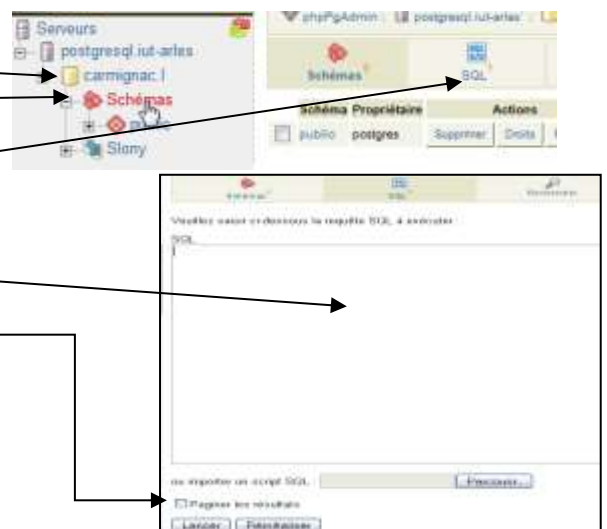 Serveurs
postgresql.iut-arles
carmignac.l
Schémas
Slony
phpPgAdmin postgresql.iut-arles
Schémas SQL
Schéma Propriétaire Actions
public postgres Supprimer Droits
SQL
Veuillez saisir ci-dessous la requête SQL à exécuter
SQL
ou importer un script SQL Parcourir...
Paginer les résultats
Lancer Réinitialiser